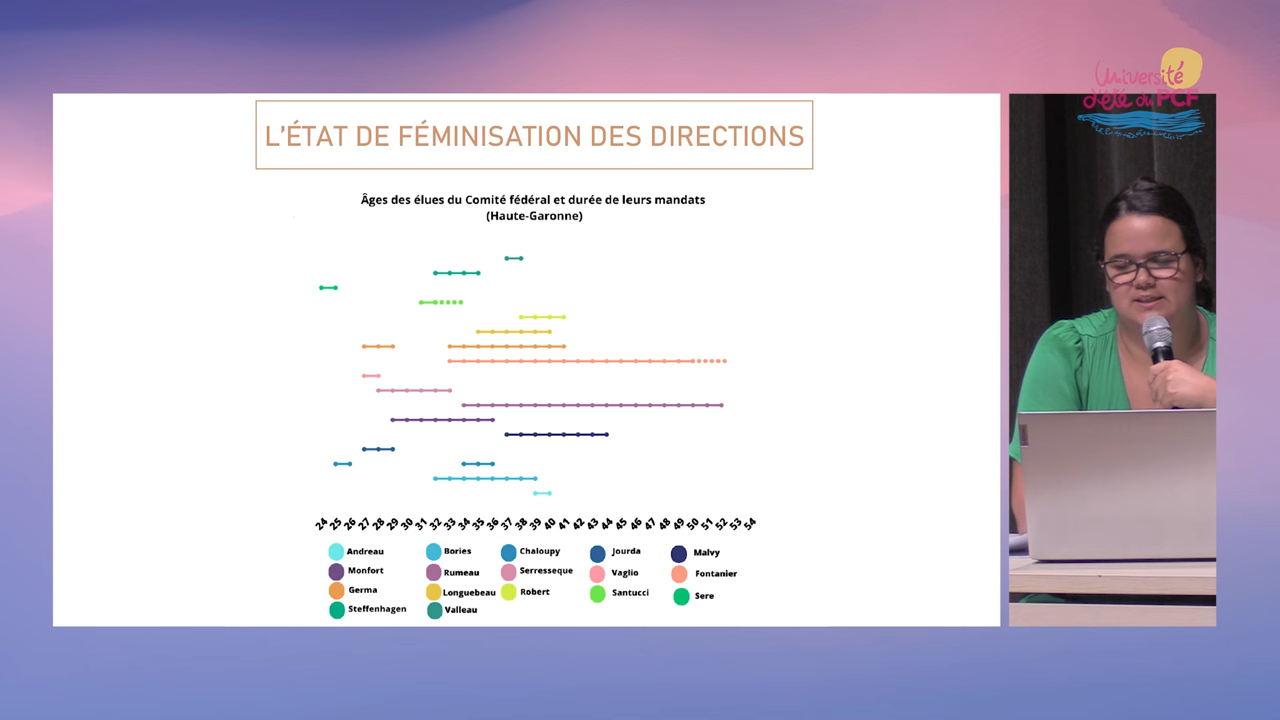 Université
d'été du PCF
L'ÉTAT DE FÉMINISATION DES DIRECTIONS
Âges des élues du Comité fédéral et durée de leurs mandats
(Haute-Garonne)
24 25 26 27 28 29 30 31 32 33 34 35 36 37 38 39 40 41 42 43 44 45 46 47 48 49 50 51 52 53 54
Andreau Bories Chaloupy Jourda Malvy
Monfort Rumeau Serresseque Vaglio Fontanier
Germa Longuebeau Robert Santucci Sere
Steffenhagen Valleau